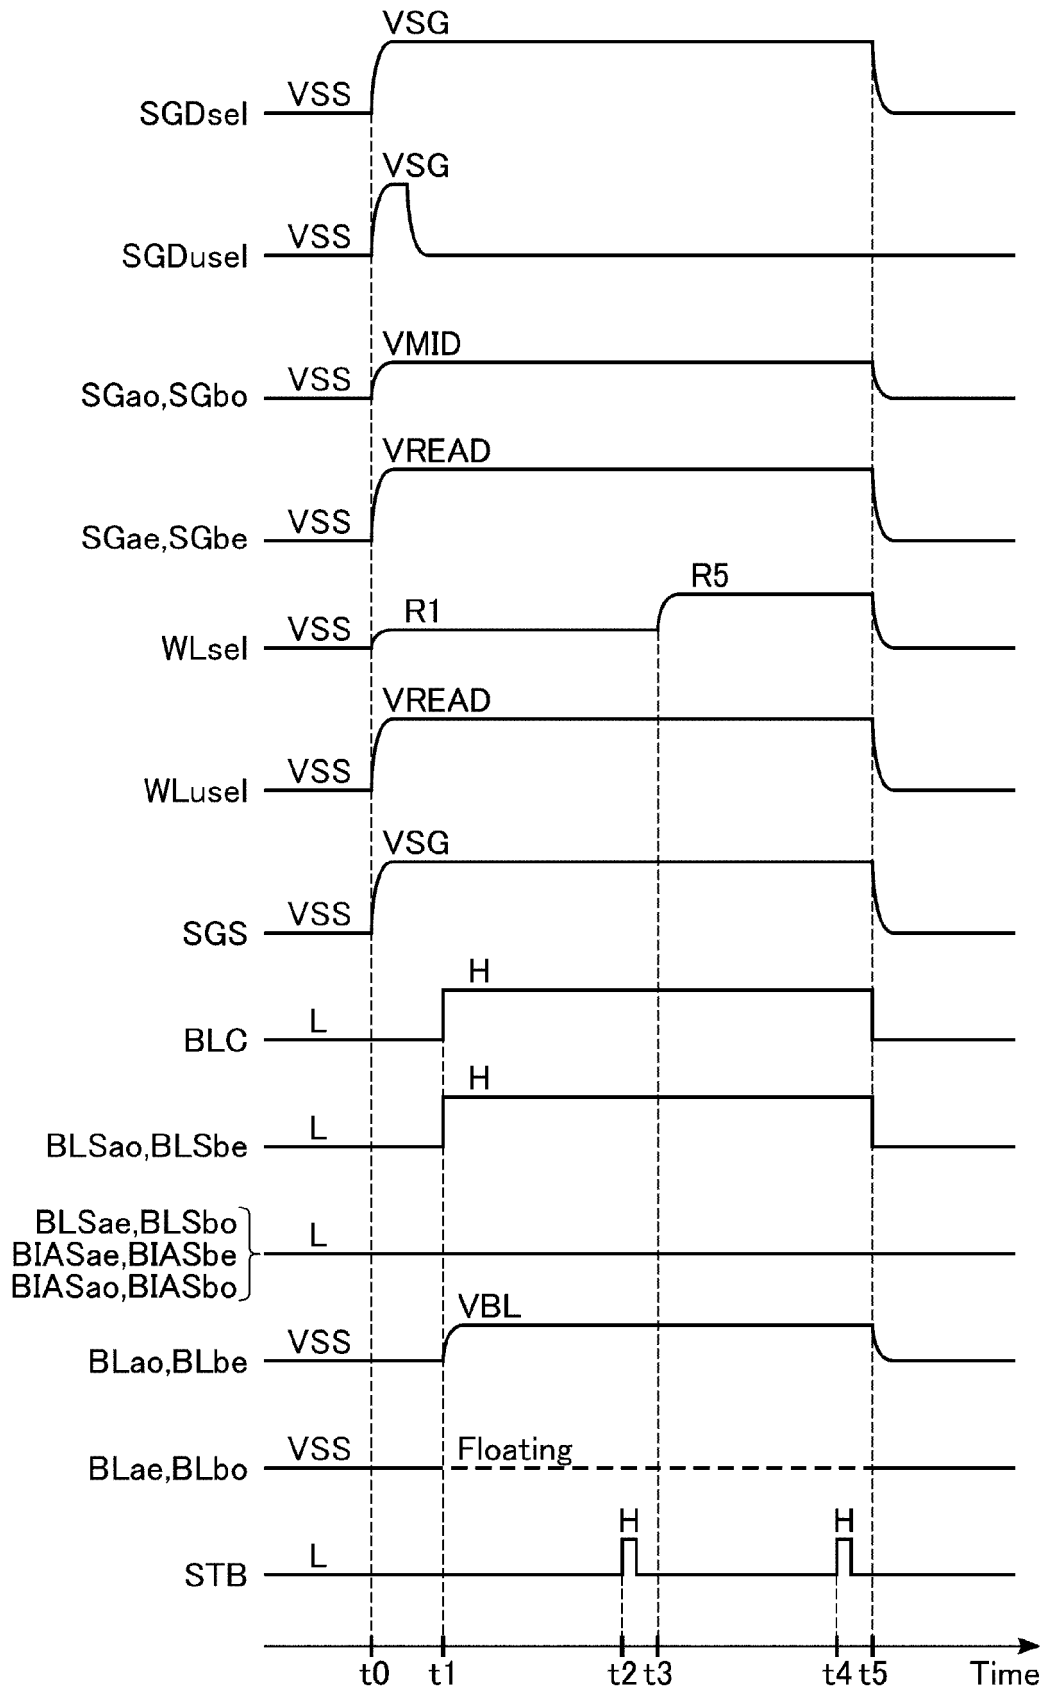 VSG
VSS
SGDsel
VSG
VSS
SGDusel
VMID
VSS
SGao,SGbo
VREAD
VSS
SGae,SGbe
R5
R1
VSS
WLsel
VREAD
VSS
WLusel
VSG
VSS
SGS
H
L
BLC
H
L
BLSao,BLSbe
BLSae,BLSbo
BIASae,BIASbe
BIASao,BIASbo
L
VBL
VSS
BLao,BLbe
VSS
Floating
BLae,BLbo
H
H
L
STB
t0 t1 t2 t3 t4 t5 Time